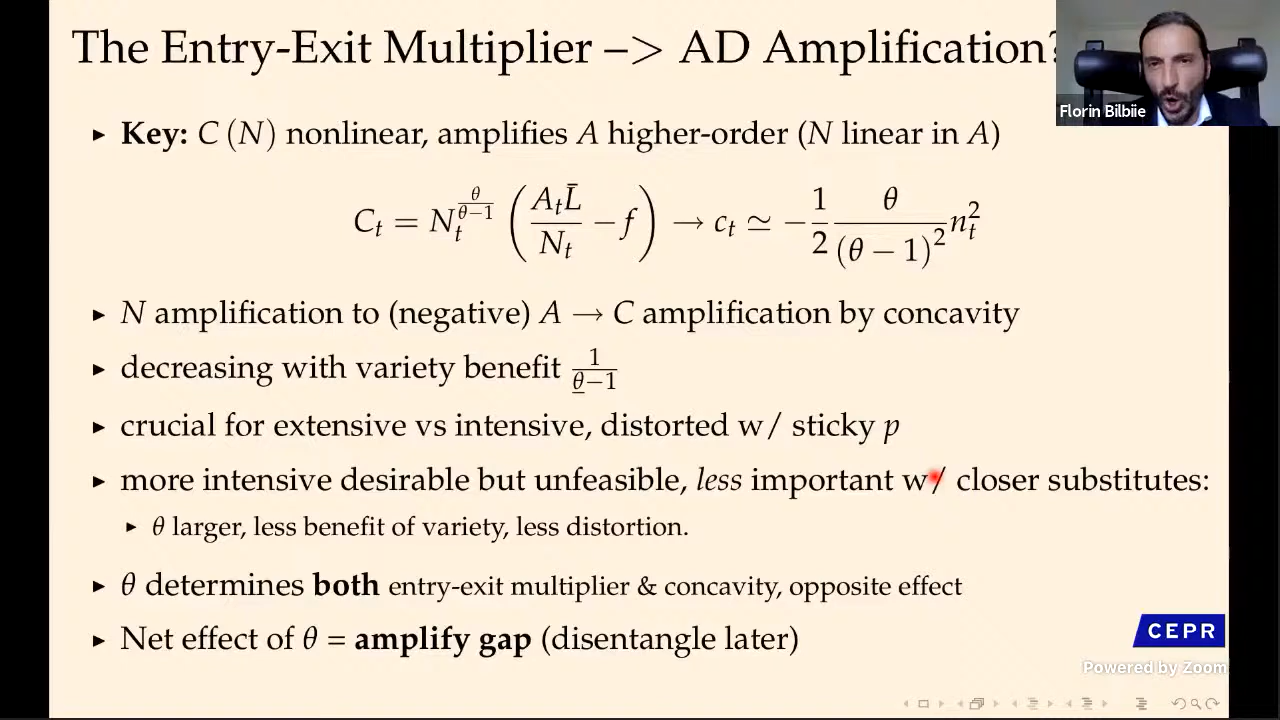 The Entry-Exit Multiplier –> AD Amplification?
Florin Bilbiie
▸ Key: C (N) nonlinear, amplifies A higher-order (N linear in A)
C_t = N_t^{θ/(θ−1)} (A_t L̄ / N_t − f) → c_t ≃ −1/2 θ/(θ−1)^2 n_t^2
▸ N amplification to (negative) A → C amplification by concavity
▸ decreasing with variety benefit 1/(θ−1)
▸ crucial for extensive vs intensive, distorted w/ sticky p
▸ more intensive desirable but unfeasible, less important w/ closer substitutes:
▸ θ larger, less benefit of variety, less distortion.
▸ θ determines both entry-exit multiplier & concavity, opposite effect
▸ Net effect of θ = amplify gap (disentangle later)
CEPR
Powered by Zoom